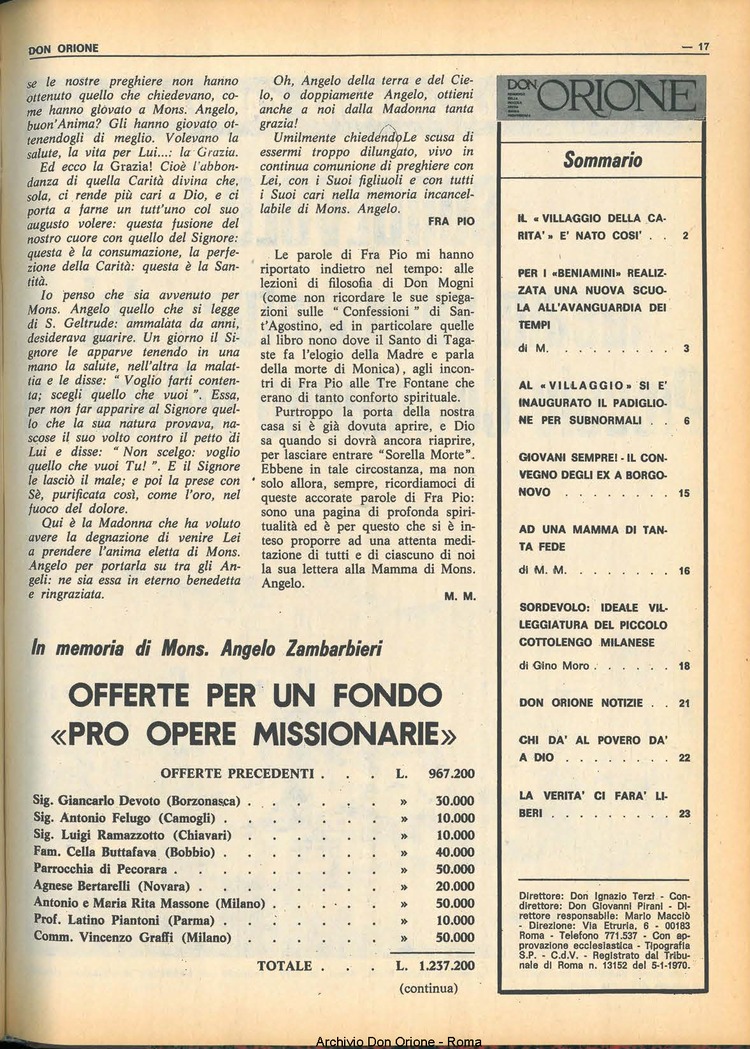 DON ORIONE
— 17
se le nostre preghiere non hanno
ottenuto quello che chiedevano, co-
me hanno giovato a Mons. Angelo,
buon'Anima? Gli hanno giovato ot-
tenendogli di meglio. Volevano la
salute, la vita per Lui...: la Grazia.
Ed ecco la Grazia! Cioè l'abbon-
danza di quella Carità divina che,
sola, ci rende più cari a Dio, e ci
porta a farne un tutt'uno col suo
augusto volere: questa fusione del
nostro cuore con quello del Signore:
questa è la consumazione, la perfe-
zione della Carità: questa è la San-
tità.
Io penso che sia avvenuto per
Mons. Angelo quello che si legge
di S. Geltrude: ammalata da anni,
desiderava guarire. Un giorno il Si-
gnore le apparve tenendo in una
mano la salute, nell'altra la malat-
tia e le disse: " Voglio farti conten-
ta; scegli quello che vuoi ". Essa,
per non far apparire al Signore quel-
lo che la sua natura provava, na-
scose il suo volto contro il petto di
Lui e disse: " Non scelgo: voglio
quello che vuoi Tu! ". E il Signore
le lasciò il male; e poi la prese con
Sè, purificata così, come l'oro, nel
fuoco del dolore.
Qui è la Madonna che ha voluto
avere la degnazione di venire Lei
a prendere l'anima eletta di Mons.
Angelo per portarla su tra gli An-
geli: ne sia essa in eterno benedetta
e ringraziata.
Oh, Angelo della terra e del Cie-
lo, o doppiamente Angelo, ottieni
anche a noi dalla Madonna tanta
grazia!
Umilmente chiedendoLe scusa di
essermi troppo dilungato, vivo in
continua comunione di preghiere con
Lei, con i Suoi figliuoli e con tutti
i Suoi cari nella memoria incancel-
labile di Mons. Angelo.
FRA PIO
Le parole di Fra Pio mi hanno
riportato indietro nel tempo: alle
lezioni di filosofia di Don Mogni
(come non ricordare le sue spiega-
zioni sulle " Confessioni " di San-
t'Agostino, ed in particolare quelle
al libro nono dove il Santo di Taga-
ste fa l'elogio della Madre e parla
della morte di Monica), agli incon-
tri di Fra Pio alle Tre Fontane che
erano di tanto conforto spirituale.
Purtroppo la porta della nostra
casa si è già dovuta aprire, e Dio
sa quando si dovrà ancora riaprire,
per lasciare entrare "Sorella Morte".
Ebbene in tale circostanza, ma non
solo allora, sempre, ricordiamoci di
queste accorate parole di Fra Pio:
sono una pagina di profonda spiri-
tualità ed è per questo che si è in-
teso proporre ad una attenta medi-
tazione di tutti e di ciascuno di noi
la sua lettera alla Mamma di Mons.
Angelo.
M. M.
In memoria di Mons. Angelo Zambarbieri
OFFERTE PER UN FONDO
«PRO OPERE MISSIONARIE»
OFFERTE PRECEDENTI . . . L. 967.200
Sig. Giancarlo Devoto (Borzonasca) . . . . . . . » 30.000
Sig. Antonio Felugo (Camogli) . . . . . . . . » 10.000
Sig. Luigi Ramazzotto (Chiavari) . . . . . . . » 10.000
Fam. Cella Buttafava (Bobbio) . . . . . . . . » 40.000
Parrocchia di Pecorara . . . . . . . . . » 50.000
Agnese Bertarelli (Novara) . . . . . . . . . » 20.000
Antonio e Maria Rita Massone (Milano) . . . . . . » 50.000
Prof. Latino Piantoni (Parma) . . . . . . . . » 10.000
Comm. Vincenzo Graffi (Milano) . . . . . . . » 50.000
TOTALE . . . L. 1.237.200
(continua)
DON ORIONE
Sommario
IL « VILLAGGIO DELLA CA-
RITA' » E' NATO COSI' . . 2
PER I «BENIAMINI» REALIZ-
ZATA UNA NUOVA SCUO-
LA ALL'AVANGUARDIA DEI
TEMPI
di M. . . . . . . . . . 3
AL « VILLAGGIO » SI E'
INAUGURATO IL PADIGLIO-
NE PER SUBNORMALI . . 6
GIOVANI SEMPRE! - IL CON-
VEGNO DEGLI EX A BORGO-
NOVO . . . . . . . . 15
AD UNA MAMMA DI TAN-
TA FEDE
di M. M. . . . . . . . . 16
SORDEVOLO: IDEALE VIL-
LEGGIATURA DEL PICCOLO
COTTOLENGO MILANESE
di Gino Moro . . . . . . 18
DON ORIONE NOTIZIE . . 21
CHI DA' AL POVERO DA'
A DIO . . . . . . . . . 22
LA VERITA' CI FARA' LI-
BERI . . . . . . . . . 23
Direttore: Don Ignazio Terzi - Con-
direttore: Don Giovanni Pirani - Di-
rettore responsabile: Mario Macciò
- Direzione: Via Etruria, 6 - 00183
Roma - Telefono 771.537 - Con ap-
provazione ecclesiastica - Tipografia
S.P. - C.d.V. - Registrato dal Tribu-
nale di Roma n. 13152 del 5-1-1970.
Archivio Don Orione - Roma